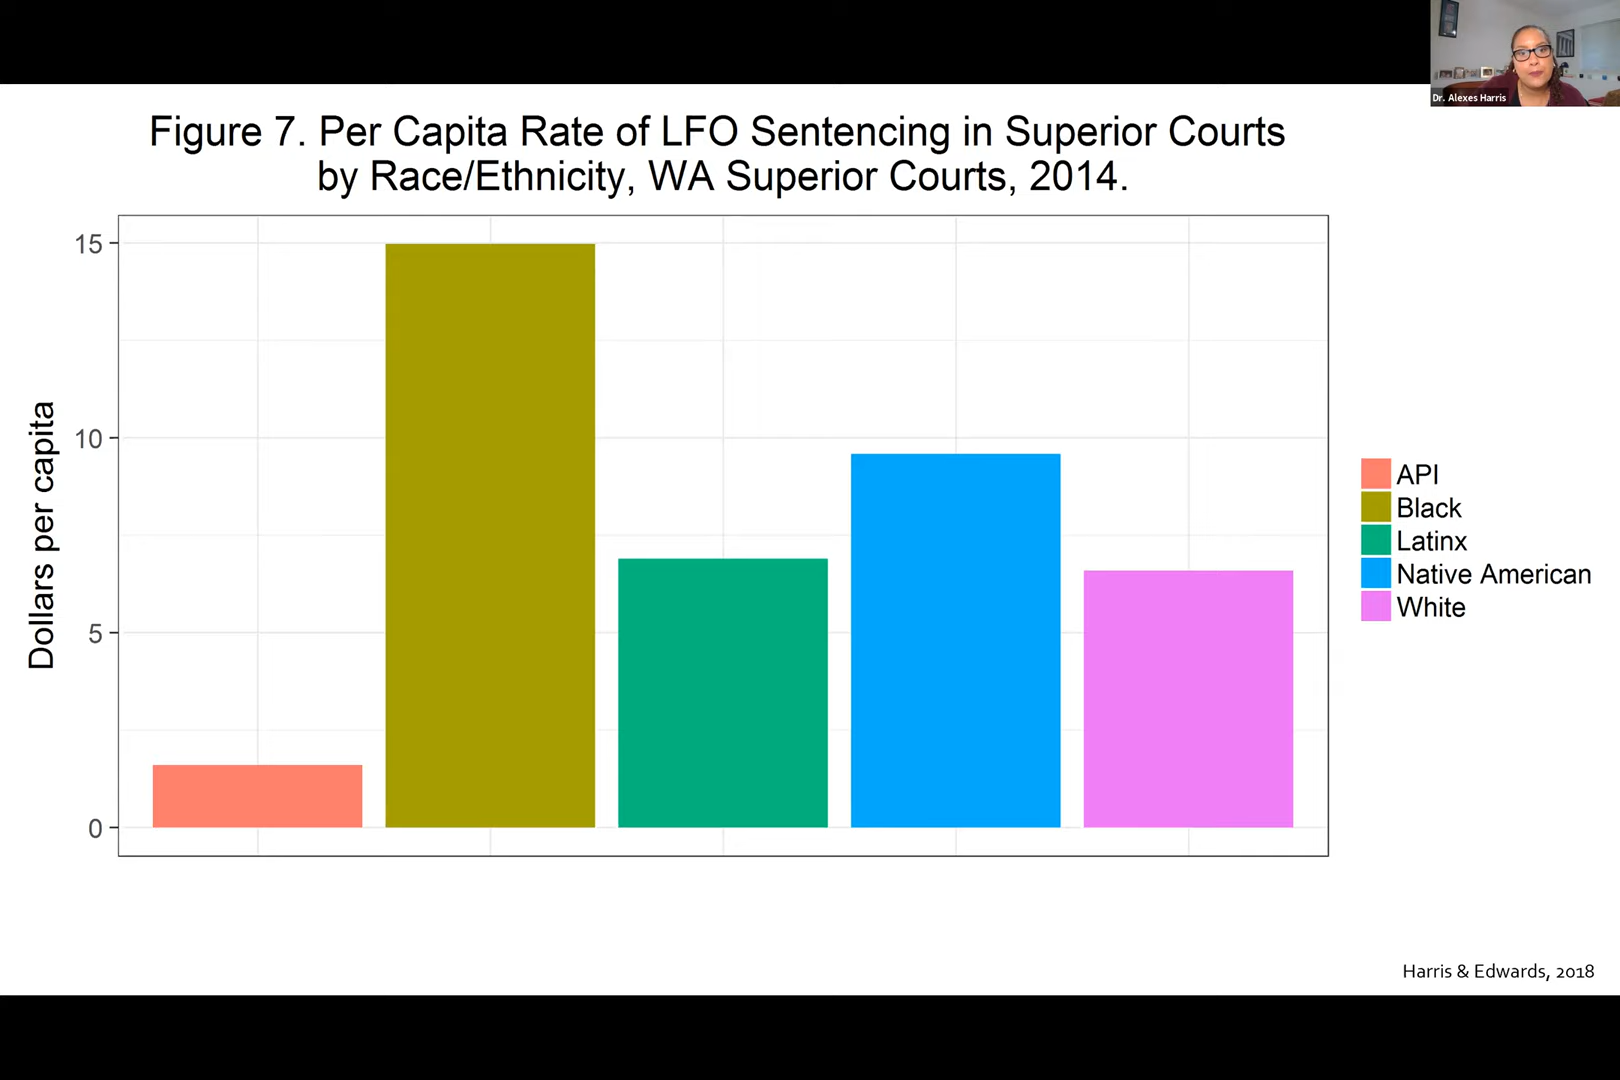 Dr. Alexes Harris
Figure 7. Per Capita Rate of LFO Sentencing in Superior Courts
by Race/Ethnicity, WA Superior Courts, 2014.
Dollars per capita
15
10
5
0
API
Black
Latinx
Native American
White
Harris & Edwards, 2018